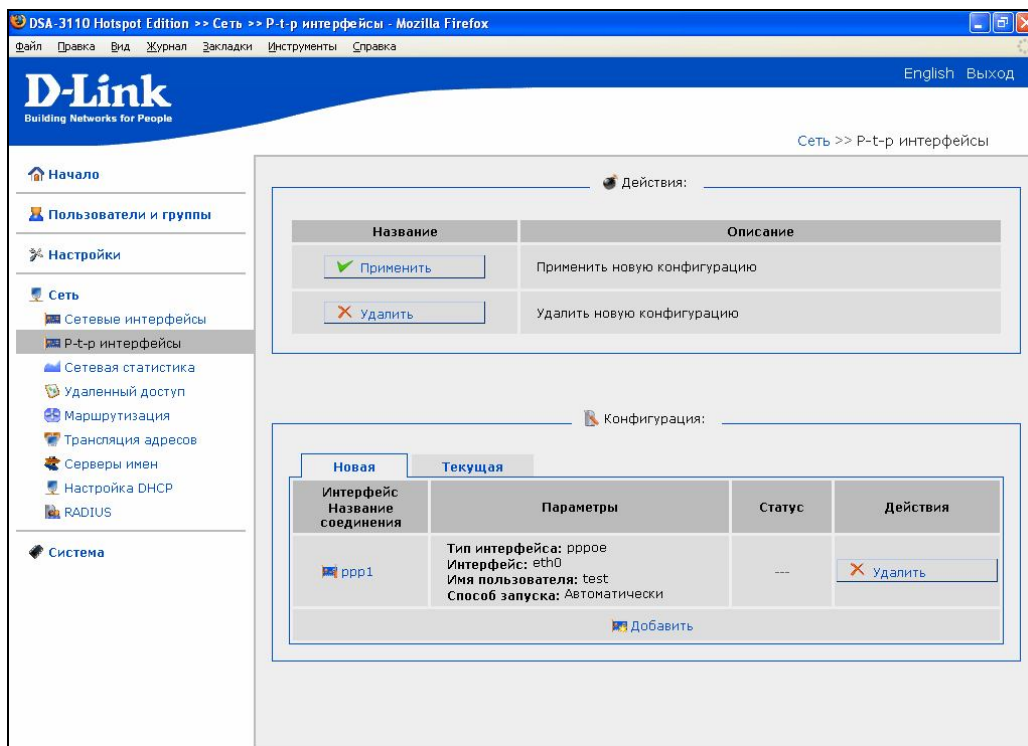 DSA-3110 Hotspot Edition >> Сеть >> P-t-p интерфейсы - Mozilla Firefox
Файл Правка Вид Журнал Закладки Инструменты Справка
English Выход
D-Link
Building Networks for People
Сеть >> P-t-p интерфейсы
Начало
Пользователи и группы
Настройки
Сеть
Сетевые интерфейсы
P-t-p интерфейсы
Сетевая статистика
Удаленный доступ
Маршрутизация
Трансляция адресов
Серверы имен
Настройка DHCP
RADIUS
Система
Действия:
Название Описание
Применить Применить новую конфигурацию
Удалить Удалить новую конфигурацию
Конфигурация:
Новая Текущая
Интерфейс
Название
соединения
Параметры Статус Действия
ppp1
Тип интерфейса: pppoe
Интерфейс: eth0
Имя пользователя: test
Способ запуска: Автоматически
---
Удалить
Добавить